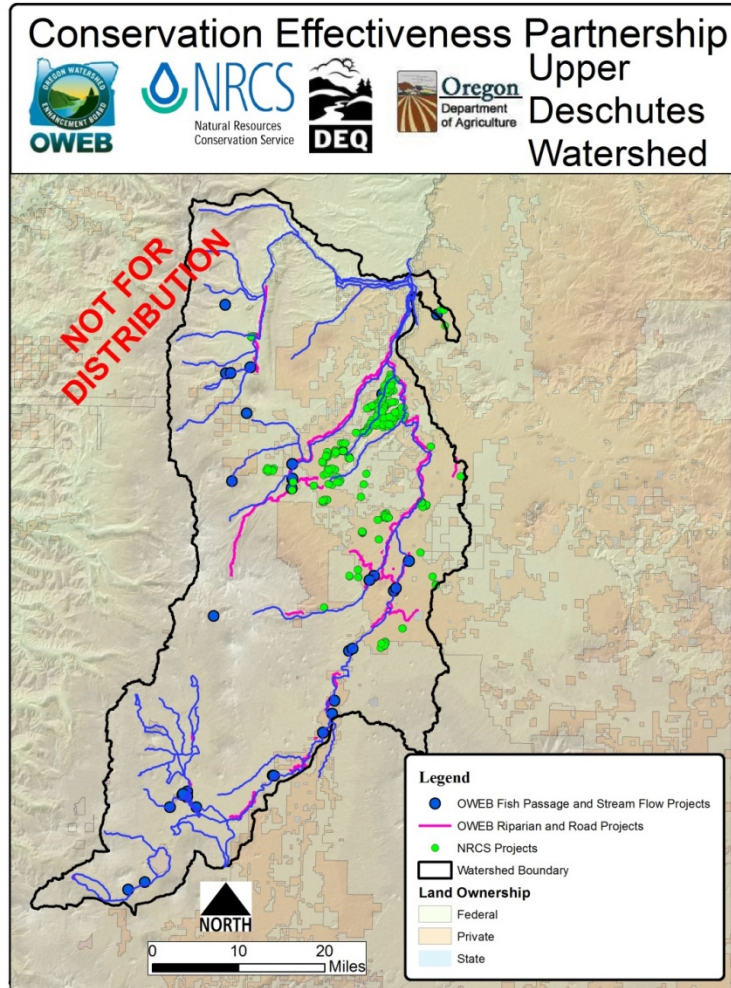 Conservation Effectiveness Partnership
OREGON WATERSHED
ENHANCEMENT BOARD
OWEB
NRCS
Natural Resources
Conservation Service
DEQ
Oregon
Department
of Agriculture
Upper
Deschutes
Watershed
NOT FOR
DISTRIBUTION
Legend
OWEB Fish Passage and Stream Flow Projects
OWEB Riparian and Road Projects
NRCS Projects
Watershed Boundary
Land Ownership
Federal
Private
State
NORTH
0 10 20
Miles